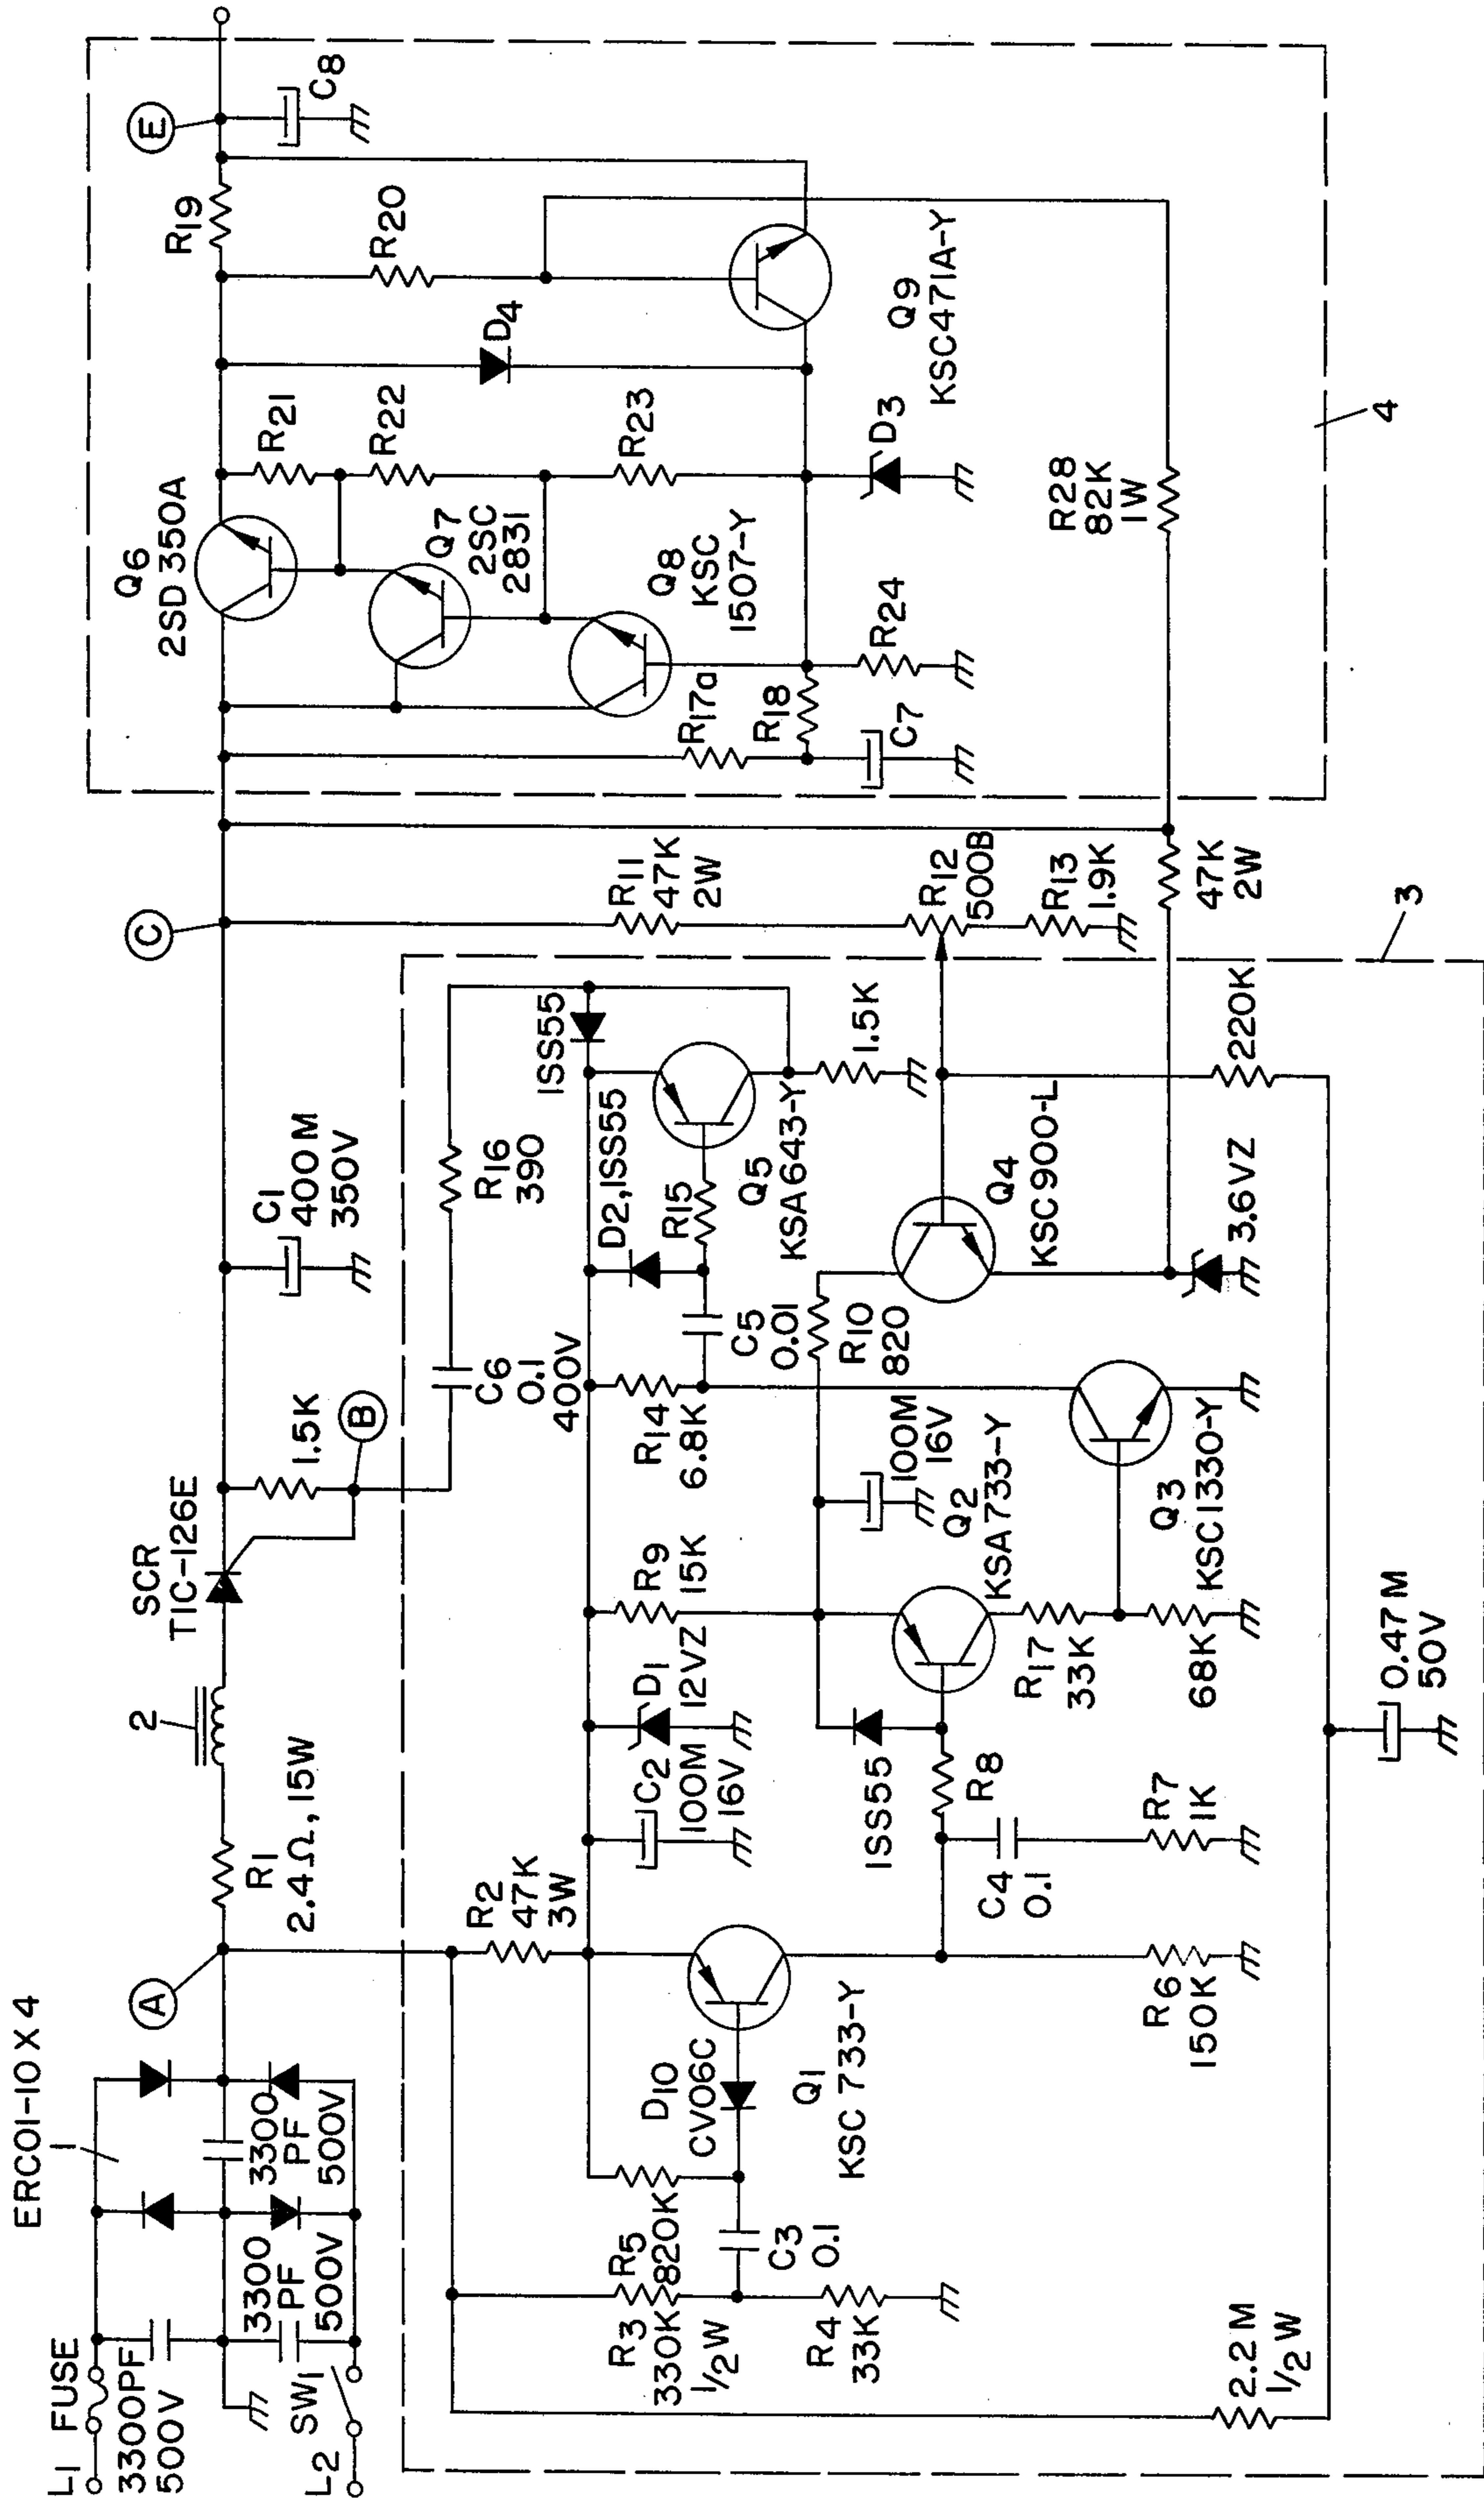 ERC01-10 X 4
1
L1 FUSE
3300PF
500V
SW1
L2
3300
PF
500V
3300
PF
500V
A
R1
2.4Ω, 15W
2
SCR
TIC-126E
1.5K
B
C1
400M
350V
C
R2
47K
3W
C2
100M
16V
D1
12VZ
R9
15K
R14
6.8K
C6
0.1
400V
R16
390
D2, ISS55
ISS55
R15
C5
0.01
Q5
KSA643-Y
1.5K
R10
820
100M
16V
Q2
KSA733-Y
D10
CV06C
Q1
KSC 733-Y
R5
820K
R3
330K
1/2 W
C3
0.1
R4
33K
ISS55
R8
C4
0.1
R7
1K
R6
150K
R17
33K
68K
Q3
KSC1330-Y
Q4
KSC900-L
3.6VZ
220K
2.2 M
1/2 W
0.47 M
50V
3
R11
47K
2W
R12
500B
R13
1.9K
47K
2W
Q6
2SD 350A
Q7
2SC
2831
Q8
KSC
1507-Y
R17a
R18
C7
R24
R21
R22
R23
D3
D4
R19
R20
Q9
KSC471A-Y
R28
82K
1W
E
C8
4